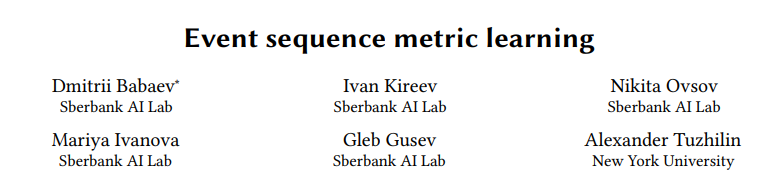 Event sequence metric learning
Dmitrii Babaev*
Sberbank AI Lab
Ivan Kireev
Sberbank AI Lab
Nikita Ovsov
Sberbank AI Lab
Mariya Ivanova
Sberbank AI Lab
Gleb Gusev
Sberbank AI Lab
Alexander Tuzhilin
New York University